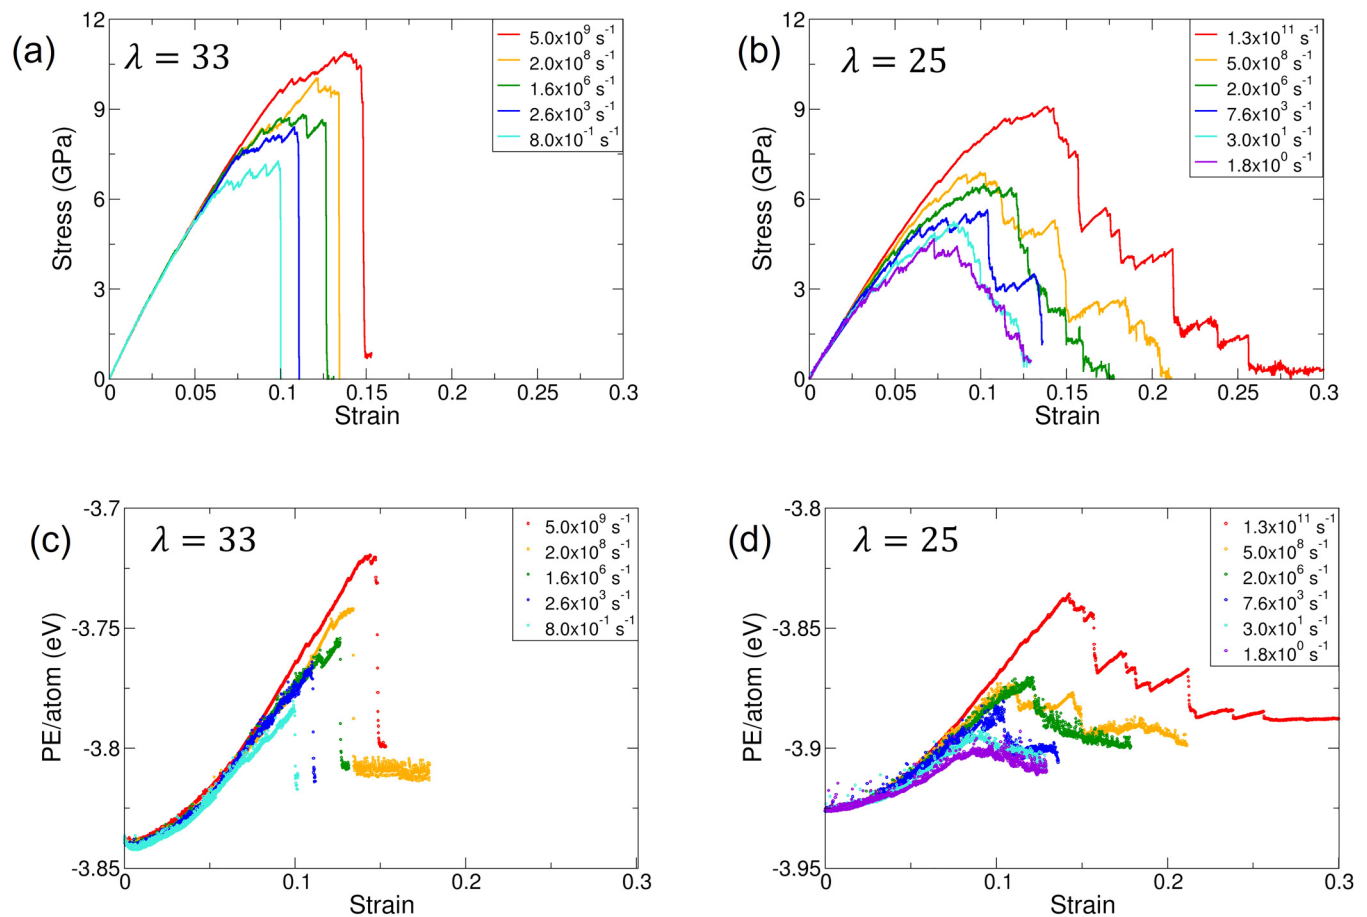 (a)
λ = 33
12
9
6
3
0
Stress (GPa)
5.0x10⁹ s⁻¹
2.0x10⁸ s⁻¹
1.6x10⁶ s⁻¹
2.6x10³ s⁻¹
8.0x10⁻¹ s⁻¹
0 0.05 0.1 0.15 0.2 0.25 0.3
Strain
(b)
λ = 25
12
9
6
3
0
Stress (GPa)
1.3x10¹¹ s⁻¹
5.0x10⁸ s⁻¹
2.0x10⁶ s⁻¹
7.6x10³ s⁻¹
3.0x10¹ s⁻¹
1.8x10⁰ s⁻¹
0 0.05 0.1 0.15 0.2 0.25 0.3
Strain
(c)
λ = 33
-3.7
-3.75
-3.8
-3.85
PE/atom (eV)
5.0x10⁹ s⁻¹
2.0x10⁸ s⁻¹
1.6x10⁶ s⁻¹
2.6x10³ s⁻¹
8.0x10⁻¹ s⁻¹
0 0.1 0.2 0.3
Strain
(d)
λ = 25
-3.8
-3.85
-3.9
-3.95
PE/atom (eV)
1.3x10¹¹ s⁻¹
5.0x10⁸ s⁻¹
2.0x10⁶ s⁻¹
7.6x10³ s⁻¹
3.0x10¹ s⁻¹
1.8x10⁰ s⁻¹
0 0.1 0.2 0.3
Strain